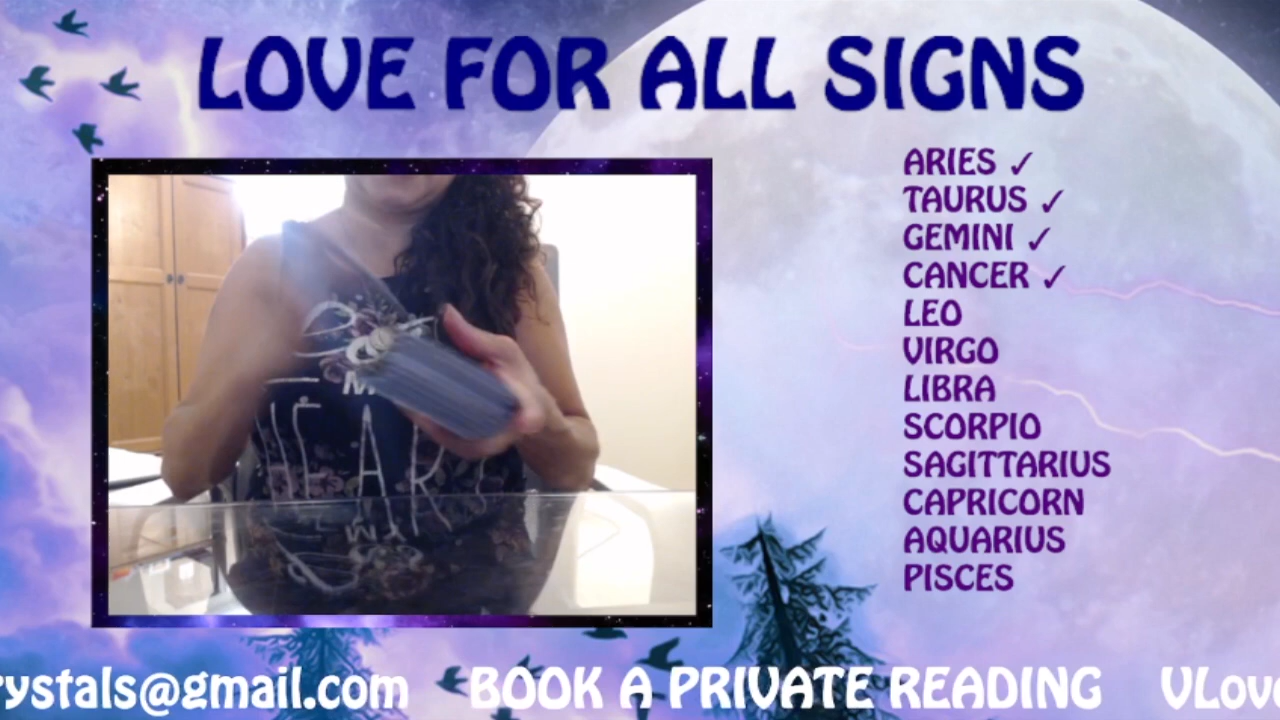 LOVE FOR ALL SIGNS
ARIES ✓
TAURUS ✓
GEMINI ✓
CANCER ✓
LEO
VIRGO
LIBRA
SCORPIO
SAGITTARIUS
CAPRICORN
AQUARIUS
PISCES
HEART
rystals@gmail.com BOOK A PRIVATE READING VLove